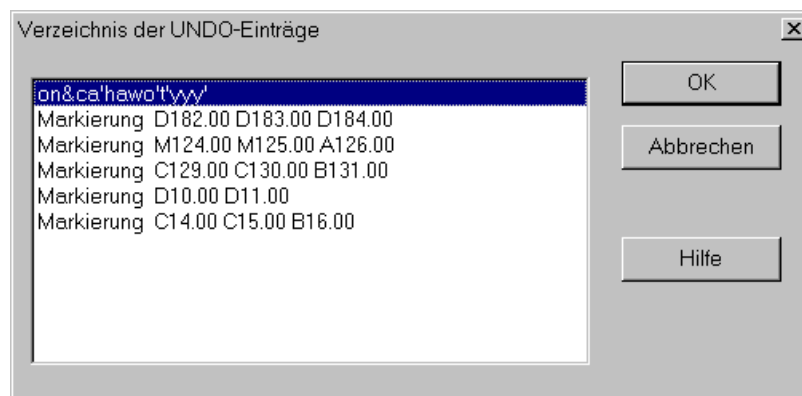 Verzeichnis der UNDO-Einträge
on&ca'hawo't'yyy'
Markierung D182.00 D183.00 D184.00
Markierung M124.00 M125.00 A126.00
Markierung C129.00 C130.00 B131.00
Markierung D10.00 D11.00
Markierung C14.00 C15.00 B16.00
OK
Abbrechen
Hilfe